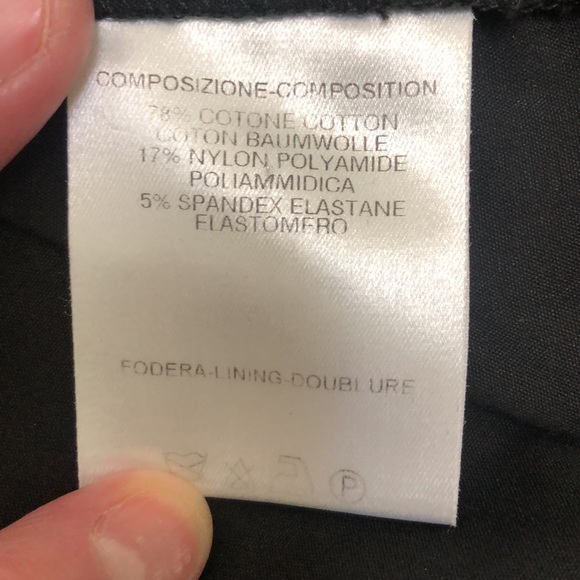 COMPOSIZIONE-COMPOSITION
78% COTONE COTTON
COTON BAUMWOLLE
17% NYLON POLYAMIDE
POLIAMMIDICA
5% SPANDEX ELASTANE
ELASTOMERO
FODERA-LINING-DOUBLURE
P